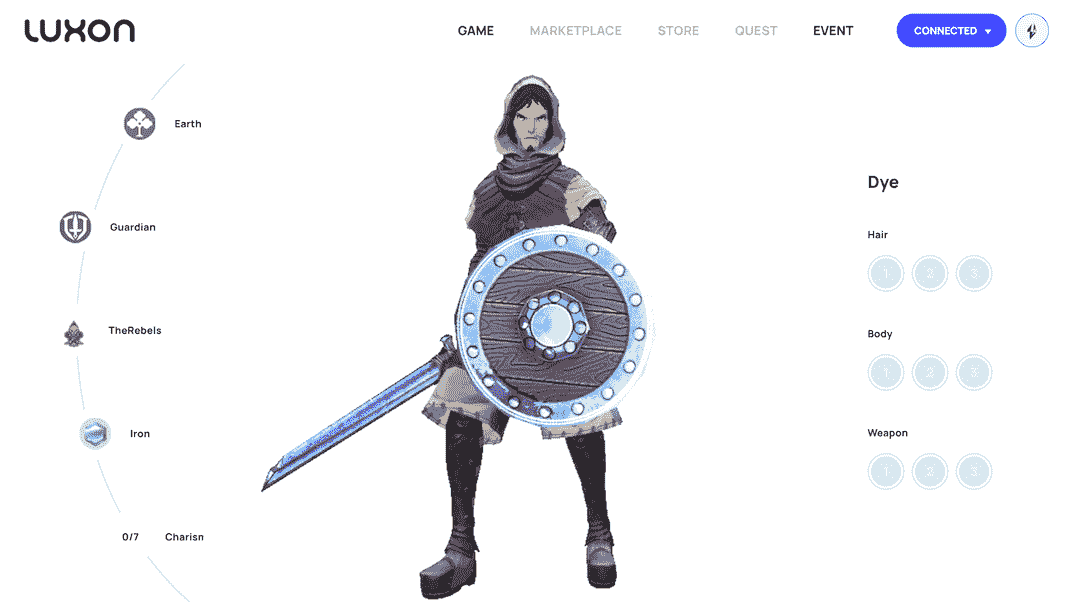 LUXON
GAME MARKETPLACE STORE QUEST EVENT CONNECTED
Earth
Guardian
TheRebels
Iron
0/7 Charisn
Dye
Hair
1 2 3
Body
1 2 3
Weapon
1 2 3